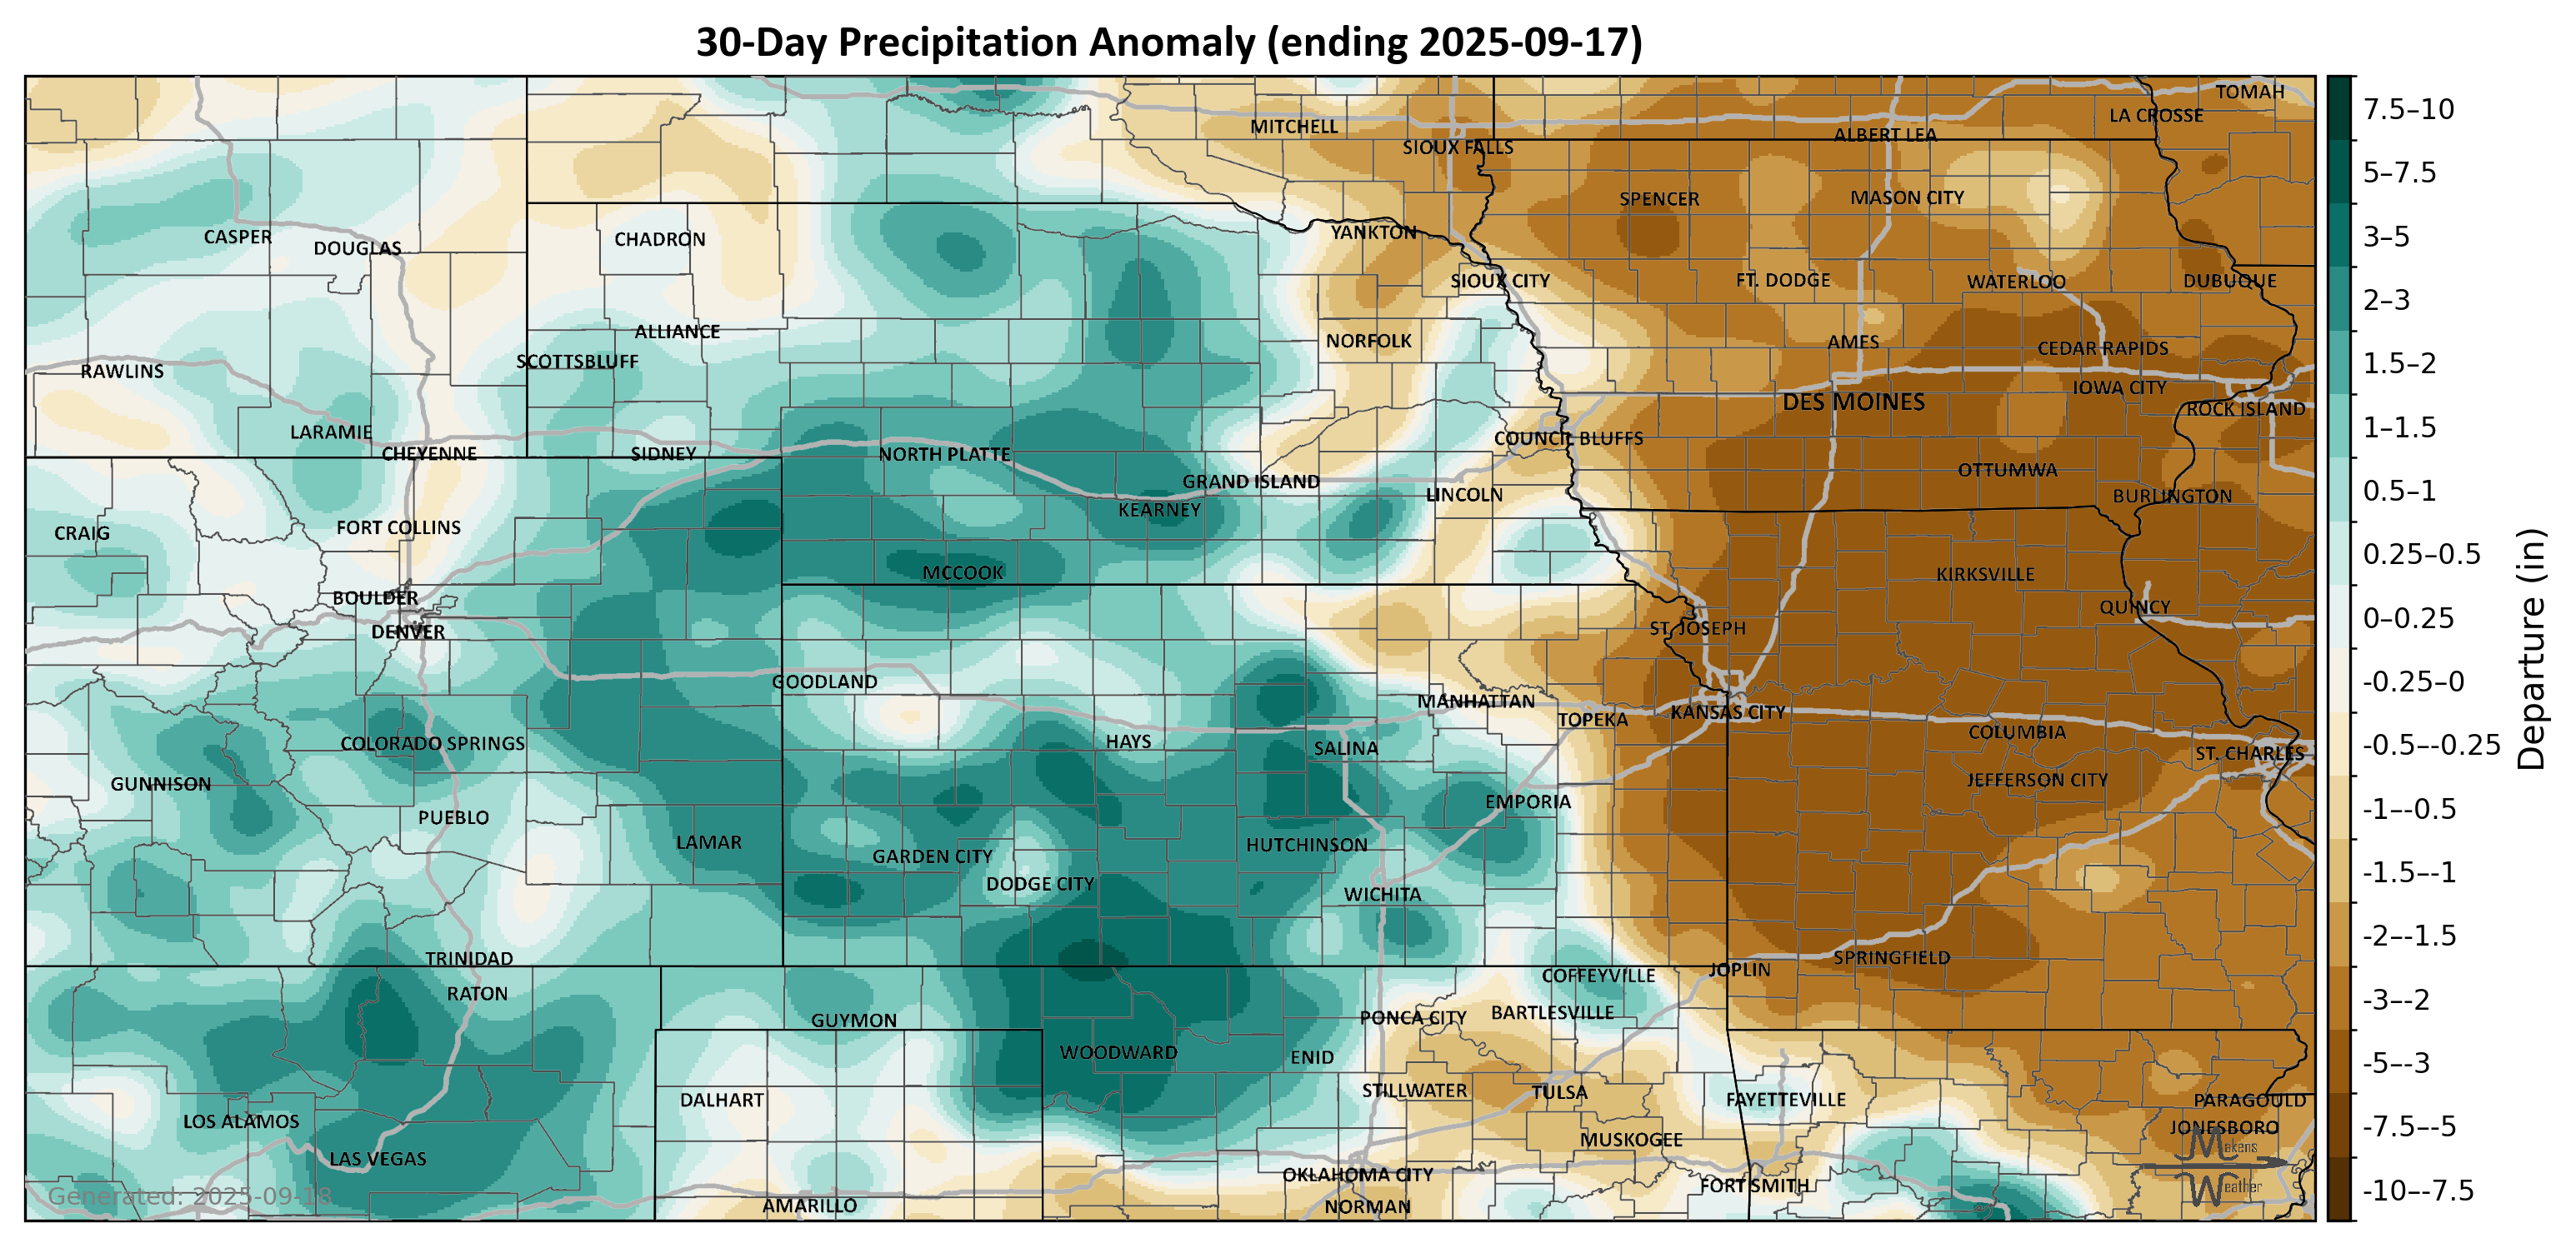 30-Day Precipitation Anomaly (ending 2025-09-17)
TOMAH
LA CROSSE
MITCHELL
ALBERT LEA
SIOUX FALLS
SPENCER
MASON CITY
CASPER
DOUGLAS
CHADRON
YANKTON
SIOUX CITY
FT. DODGE
WATERLOO
DUBUQUE
ALLIANCE
NORFOLK
AMES
CEDAR RAPIDS
RAWLINS
SCOTTSBLUFF
IOWA CITY
DES MOINES
ROCK ISLAND
LARAMIE
CHEYENNE
SIDNEY
NORTH PLATTE
COUNCIL BLUFFS
OTTUMWA
GRAND ISLAND
LINCOLN
BURLINGTON
CRAIG
FORT COLLINS
KEARNEY
MCCOOK
KIRKSVILLE
BOULDER
QUINCY
DENVER
ST. JOSEPH
GOODLAND
MANHATTAN
TOPEKA
KANSAS CITY
COLUMBIA
COLORADO SPRINGS
HAYS
SALINA
ST. CHARLES
GUNNISON
JEFFERSON CITY
PUEBLO
EMPORIA
LAMAR
GARDEN CITY
HUTCHINSON
DODGE CITY
WICHITA
TRINIDAD
SPRINGFIELD
RATON
COFFEYVILLE
JOPLIN
GUYMON
PONCA CITY
BARTLESVILLE
WOODWARD
ENID
DALHART
STILLWATER
TULSA
FAYETTEVILLE
PARAGOULD
LOS ALAMOS
MUSKOGEE
JONESBORO
LAS VEGAS
OKLAHOMA CITY
FORT SMITH
AMARILLO
NORMAN
Generated: 2025-09-18
Makens
Weather
7.5–10
5–7.5
3–5
2–3
1.5–2
1–1.5
0.5–1
0.25–0.5
0–0.25
-0.25–0
-0.5–-0.25
-1–-0.5
-1.5–-1
-2–-1.5
-3–-2
-5–-3
-7.5–-5
-10–-7.5
Departure (in)